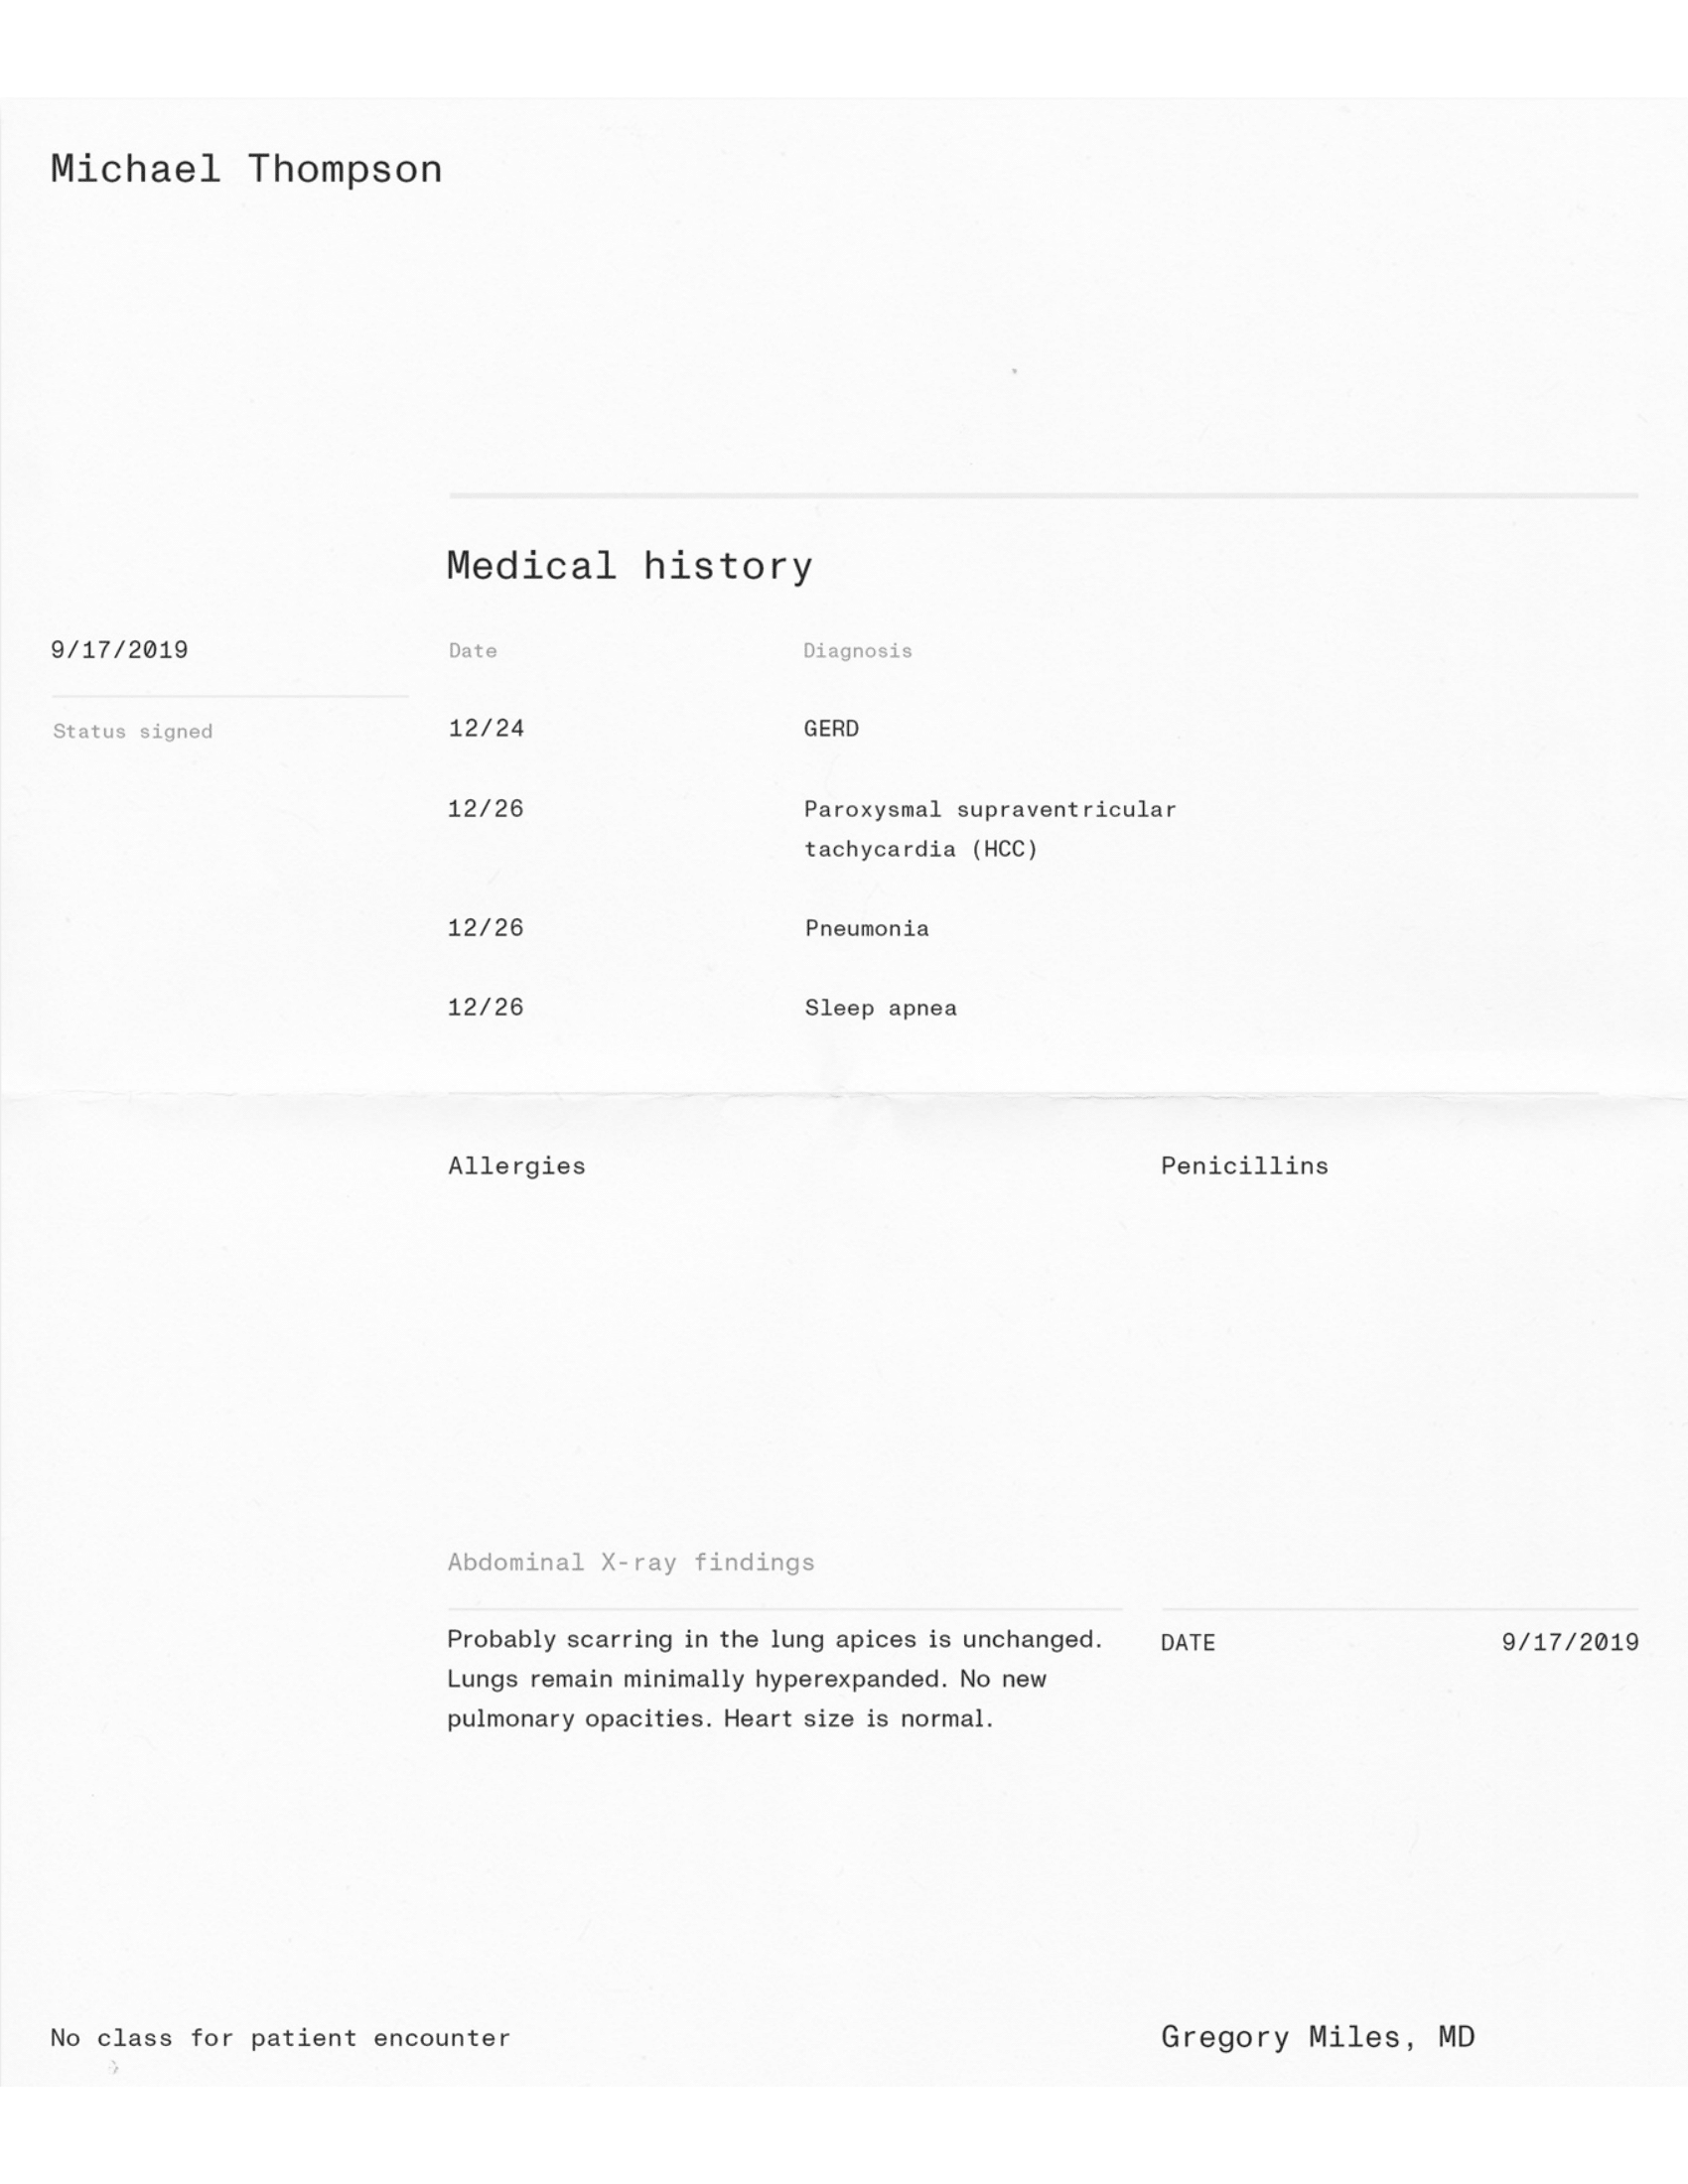 Michael Thompson
Medical history
9/17/2019
Status signed
Date Diagnosis
12/24 GERD
12/26 Paroxysmal supraventricular
tachycardia (HCC)
12/26 Pneumonia
12/26 Sleep apnea
Allergies Penicillins
Abdominal X-ray findings
Probably scarring in the lung apices is unchanged.
Lungs remain minimally hyperexpanded. No new
pulmonary opacities. Heart size is normal.
DATE 9/17/2019
No class for patient encounter
Gregory Miles, MD